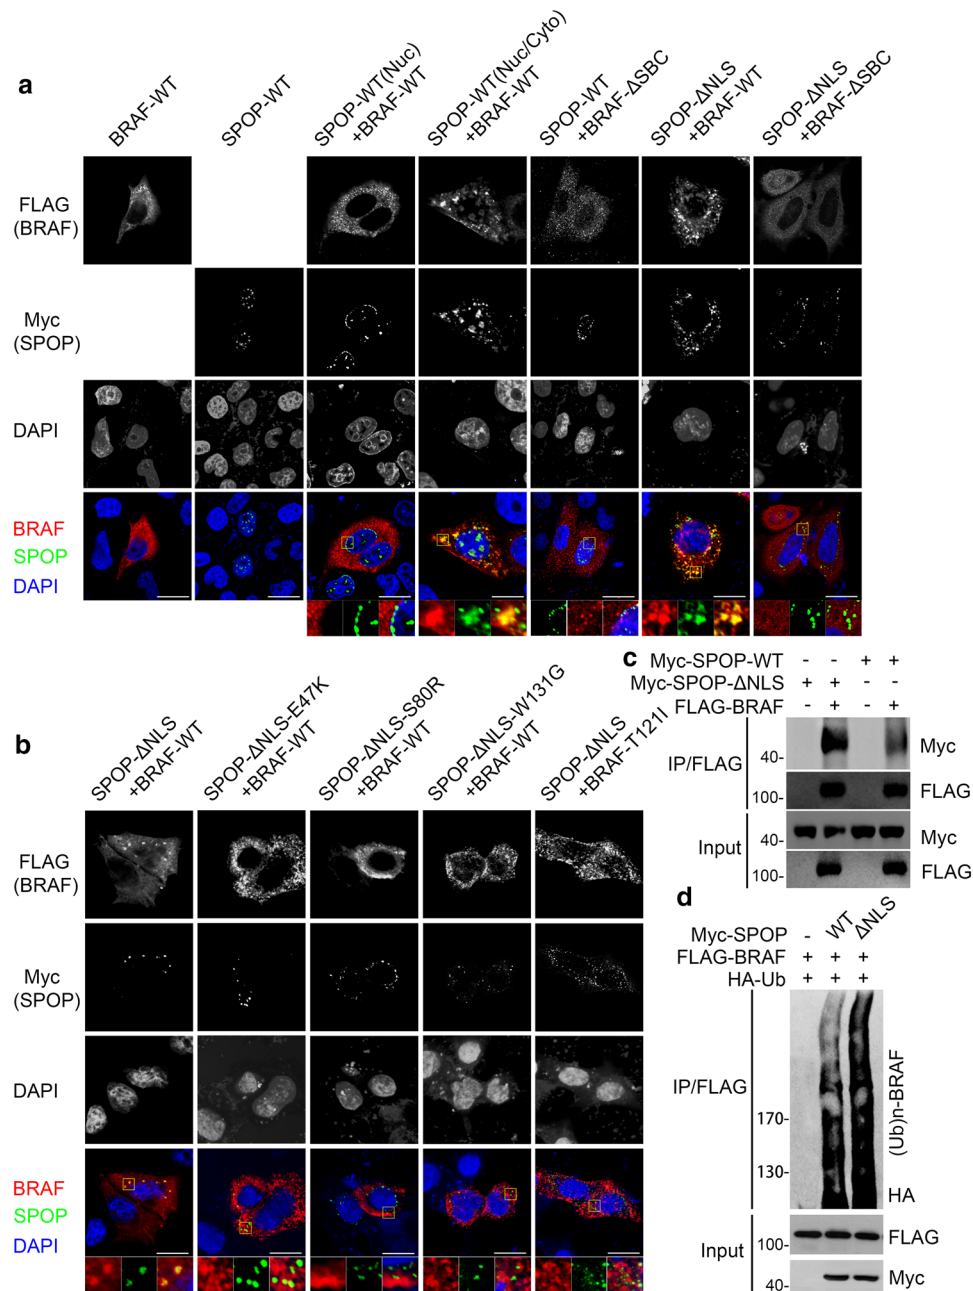 a
BRAF-WT
SPOP-WT
SPOP-WT(Nuc)
+BRAF-WT
SPOP-WT(Nuc/Cyto)
+BRAF-WT
SPOP-WT
+BRAF-ΔSBC
SPOP-ΔNLS
+BRAF-WT
SPOP-ΔNLS
+BRAF-ΔSBC
FLAG
(BRAF)
Myc
(SPOP)
DAPI
BRAF
SPOP
DAPI
b
SPOP-ΔNLS
+BRAF-WT
SPOP-ΔNLS-E47K
+BRAF-WT
SPOP-ΔNLS-S80R
+BRAF-WT
SPOP-ΔNLS-W131G
+BRAF-WT
SPOP-ΔNLS
+BRAF-T121I
FLAG
(BRAF)
Myc
(SPOP)
DAPI
BRAF
SPOP
DAPI
c
Myc-SPOP-WT - - + +
Myc-SPOP-ΔNLS + + - -
FLAG-BRAF - + - +
IP/FLAG
40- Myc
100- FLAG
Input
40- Myc
100- FLAG
d
Myc-SPOP - WT ΔNLS
FLAG-BRAF + + +
HA-Ub + + +
IP/FLAG
170-
130-
(Ub)n-BRAF
HA
Input
100- FLAG
40- Myc